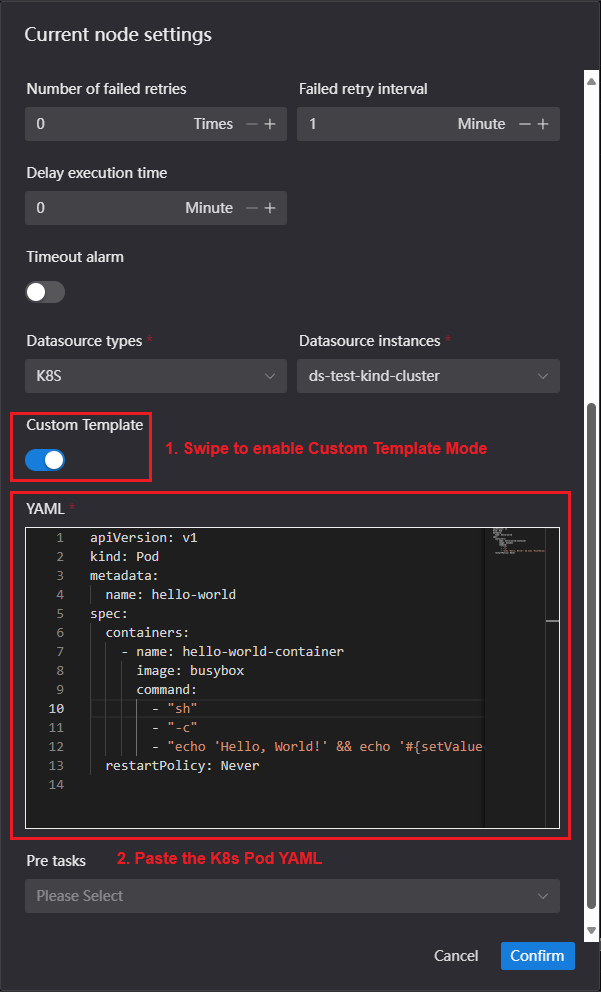 Current node settings
Number of failed retries
Failed retry interval
0 Times
1 Minute
Delay execution time
0 Minute
Timeout alarm
Datasource types *
Datasource instances *
K8S
ds-test-kind-cluster
Custom Template
1. Swipe to enable Custom Template Mode
YAML *
1 apiVersion: v1
2 kind: Pod
3 metadata:
4   name: hello-world
5 spec:
6   containers:
7     - name: hello-world-container
8       image: busybox
9       command:
10         - "sh"
11         - "-c"
12         - "echo 'Hello, World!' && echo '#{setValue
13   restartPolicy: Never
14
Pre tasks
2. Paste the K8s Pod YAML
Please Select
Cancel
Confirm